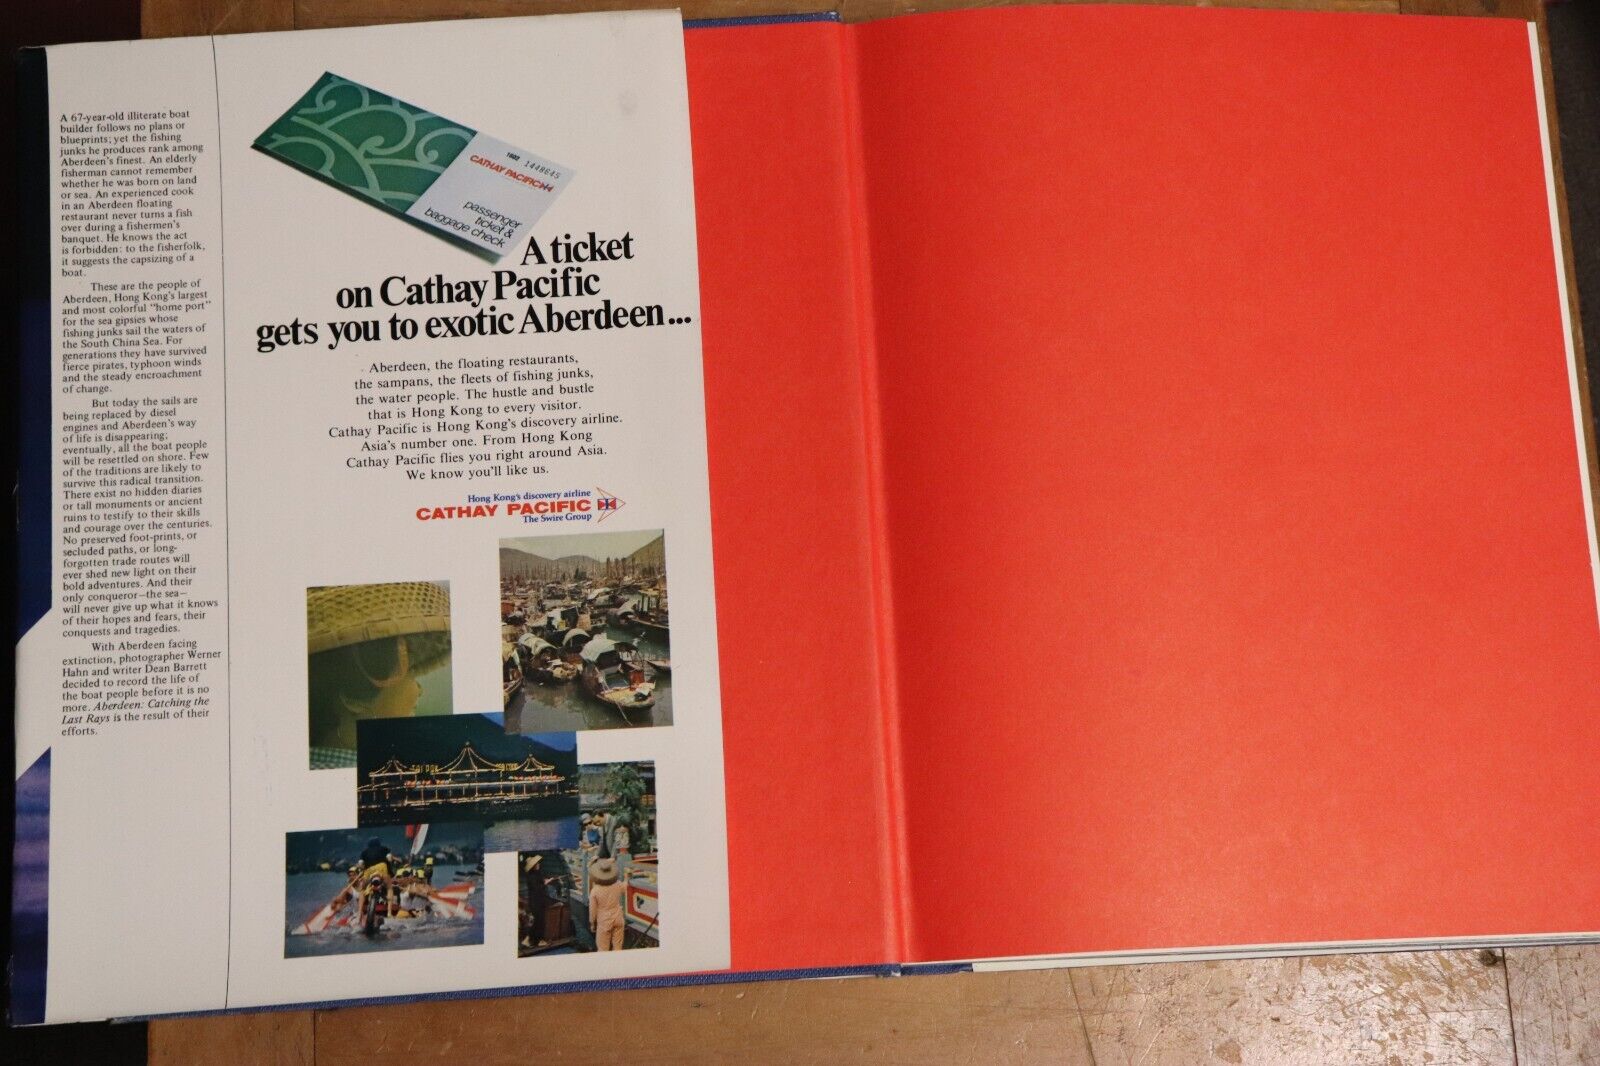 A 67-year-old illiterate boat
builder follows no plans or
blueprints; yet the fishing
junks he produces rank among
Aberdeen's finest. An elderly
fisherman cannot remember
whether he was born on land
or sea. An experienced cook
in an Aberdeen floating
restaurant never turns a fish
over during a fishermen's
banquet. He knows the act
is forbidden: to the fisherfolk,
it suggests the capsizing of a
boat.
These are the people of
Aberdeen, Hong Kong's largest
and most colorful "home port"
for the sea gipsies whose
fishing junks sail the waters of
the South China Sea. For
generations they have survived
fierce pirates, typhoon winds
and the steady encroachment
of change.
But today the sails are
being replaced by diesel
engines and Aberdeen's way
of life is disappearing;
eventually, all the boat people
will be resettled on shore. Few
of the traditions are likely to
survive this radical transition.
There exist no hidden diaries
or tall monuments or ancient
ruins to testify to their skills
and courage over the centuries.
No preserved foot-prints, or
secluded paths, or long-
forgotten trade routes will
ever shed new light on their
bold adventures. And their
only conqueror—the sea—
will never give up what it knows
of their hopes and fears, their
conquests and tragedies.
With Aberdeen facing
extinction, photographer Werner
Hahn and writer Dean Barrett
decided to record the life of
the boat people before it is no
more. Aberdeen: Catching the
Last Rays is the result of their
efforts.
1602 1448645
CATHAY PACIFIC
passenger
ticket &
baggage check
A ticket
on Cathay Pacific
gets you to exotic Aberdeen...
Aberdeen, the floating restaurants,
the sampans, the fleets of fishing junks,
the water people. The hustle and bustle
that is Hong Kong to every visitor.
Cathay Pacific is Hong Kong's discovery airline.
Asia's number one. From Hong Kong
Cathay Pacific flies you right around Asia.
We know you'll like us.
Hong Kong's discovery airline
CATHAY PACIFIC
The Swire Group
TAI PAK